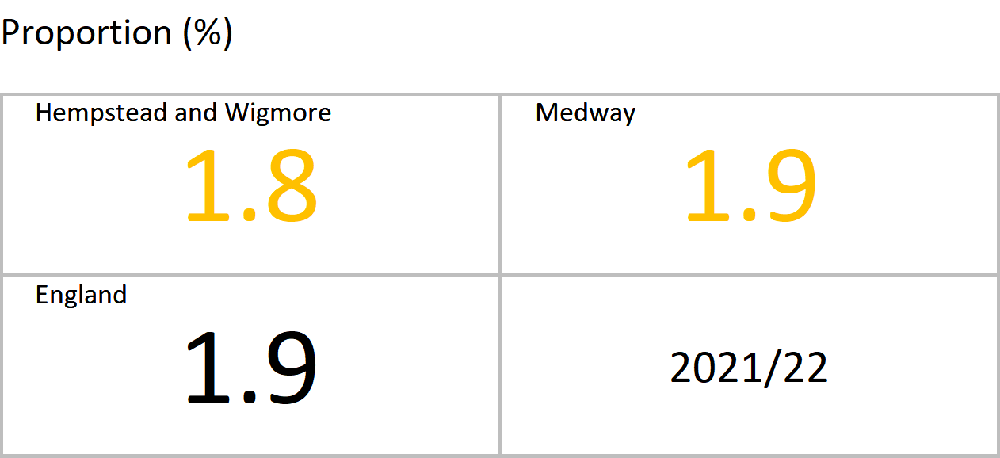 Proportion (%)
Hempstead and Wigmore
1.8
Medway
1.9
England
1.9
2021/22